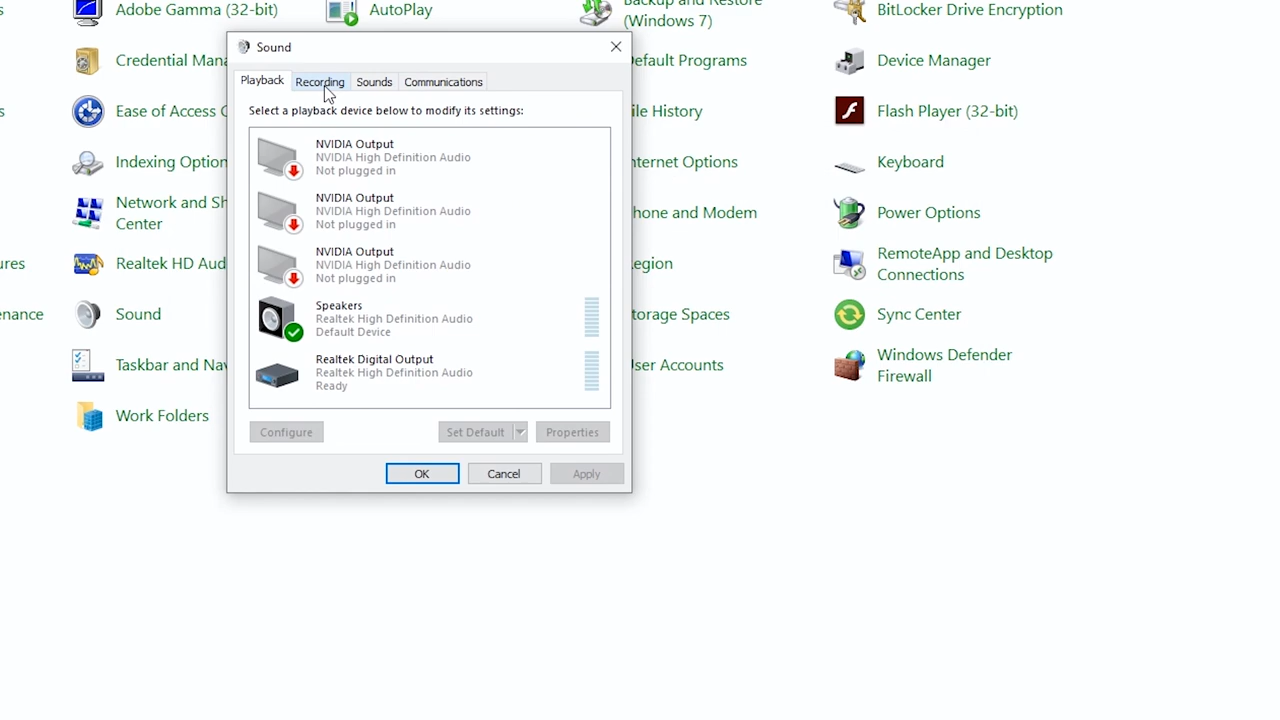 Adobe Gamma (32-bit)
AutoPlay
Backup and Restore
(Windows 7)
BitLocker Drive Encryption
Sound
Credential Mana
efault Programs
Device Manager
Playback
Recording
Sounds
Communications
Select a playback device below to modify its settings:
s
Ease of Access C
ile History
Flash Player (32-bit)
NVIDIA Output
NVIDIA High Definition Audio
Not plugged in
Indexing Option
nternet Options
Keyboard
NVIDIA Output
NVIDIA High Definition Audio
Not plugged in
Network and Sh
Center
hone and Modem
Power Options
NVIDIA Output
NVIDIA High Definition Audio
Not plugged in
ures
Realtek HD Aud
egion
RemoteApp and Desktop
Connections
Speakers
Realtek High Definition Audio
Default Device
enance
Sound
torage Spaces
Sync Center
Realtek Digital Output
Realtek High Definition Audio
Ready
Taskbar and Nav
ser Accounts
Windows Defender
Firewall
Work Folders
Configure
Set Default
Properties
OK
Cancel
Apply